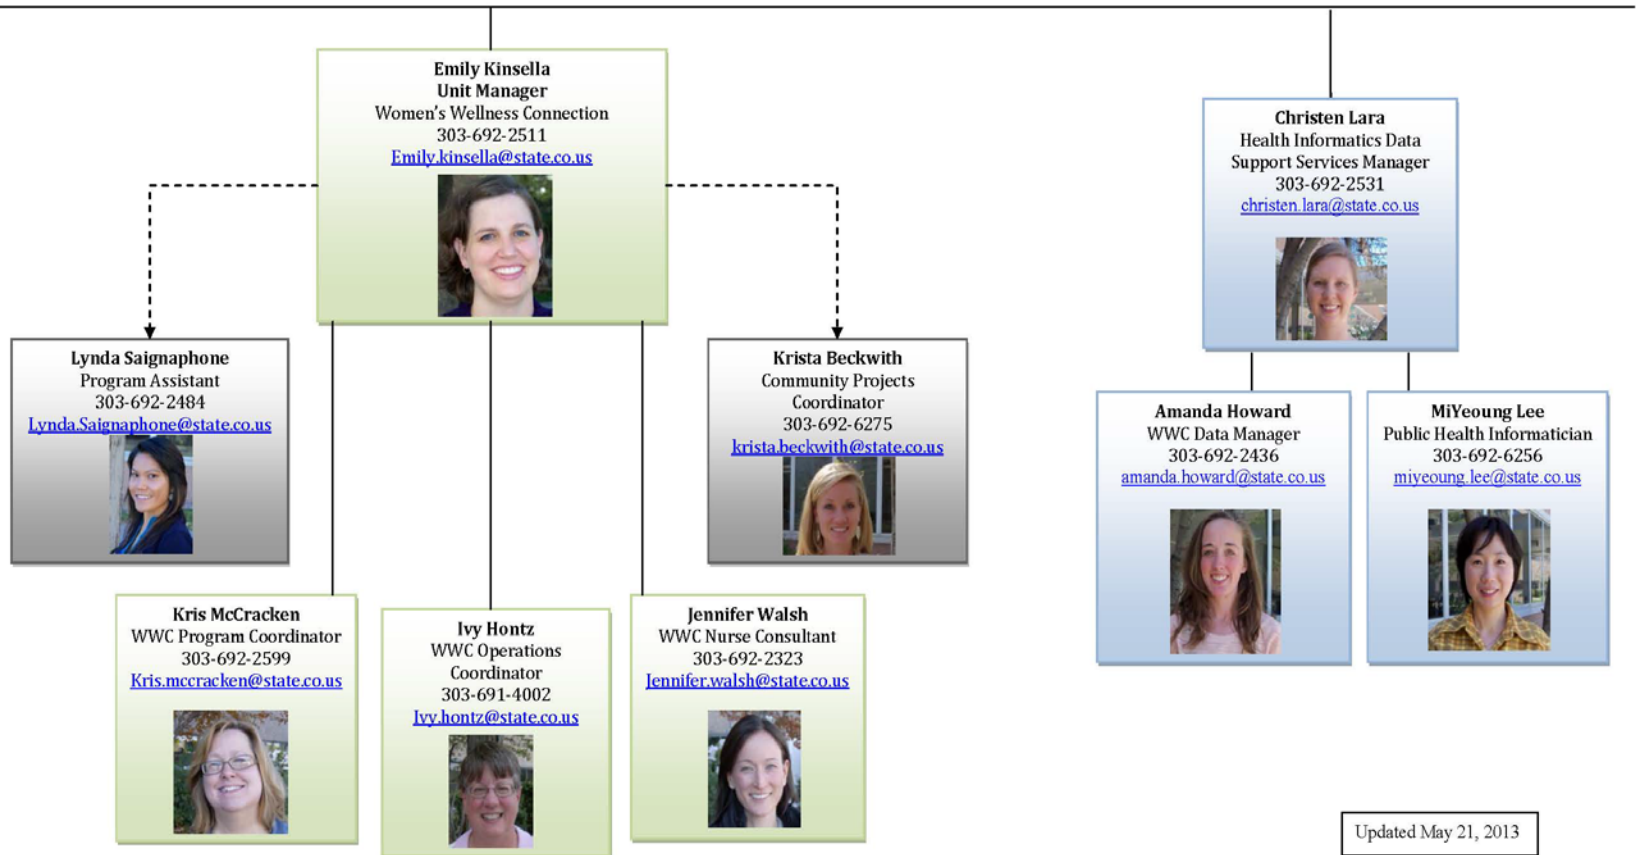 Emily Kinsella
Unit Manager
Women's Wellness Connection
303-692-2511
Emily.kinsella@state.co.us
Christen Lara
Health Informatics Data
Support Services Manager
303-692-2531
christen.lara@state.co.us
Lynda Saignaphone
Program Assistant
303-692-2484
Lynda.Saignaphone@state.co.us
Krista Beckwith
Community Projects
Coordinator
303-692-6275
krista.beckwith@state.co.us
Amanda Howard
WWC Data Manager
303-692-2436
amanda.howard@state.co.us
MiYeoung Lee
Public Health Informatician
303-692-6256
miyeoung.lee@state.co.us
Kris McCracken
WWC Program Coordinator
303-692-2599
Kris.mccracken@state.co.us
Ivy Hontz
WWC Operations
Coordinator
303-691-4002
Ivy.hontz@state.co.us
Jennifer Walsh
WWC Nurse Consultant
303-692-2323
Jennifer.walsh@state.co.us
Updated May 21, 2013